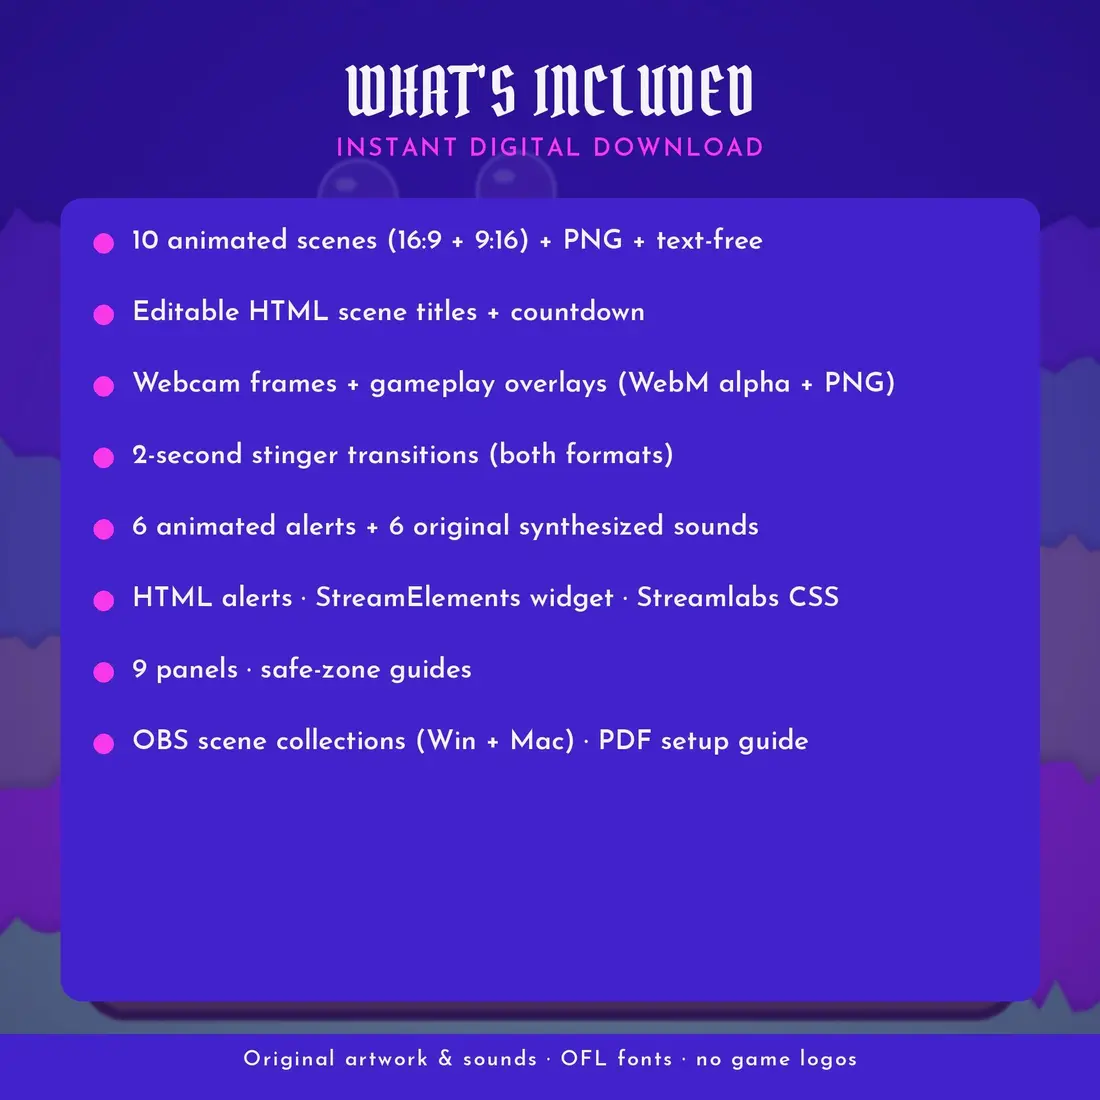 WHAT'S INCLUDED
INSTANT DIGITAL DOWNLOAD
10 animated scenes (16:9 + 9:16) + PNG + text-free
Editable HTML scene titles + countdown
Webcam frames + gameplay overlays (WebM alpha + PNG)
2-second stinger transitions (both formats)
6 animated alerts + 6 original synthesized sounds
HTML alerts · StreamElements widget · Streamlabs CSS
9 panels · safe-zone guides
OBS scene collections (Win + Mac) · PDF setup guide
Original artwork & sounds · OFL fonts · no game logos